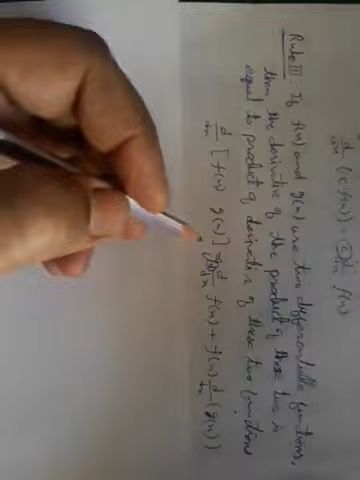 d/dx (c f(x)) = c d/dx f(x)
Rule III: If f(x) and g(x) are two differentiable functions,
then the derivative of the product of these two is
equal to product of derivative of these two functions
d/dx [ f(x) g(x) ] = g(x) d/dx f(x) + f(x) d/dx (g(x))